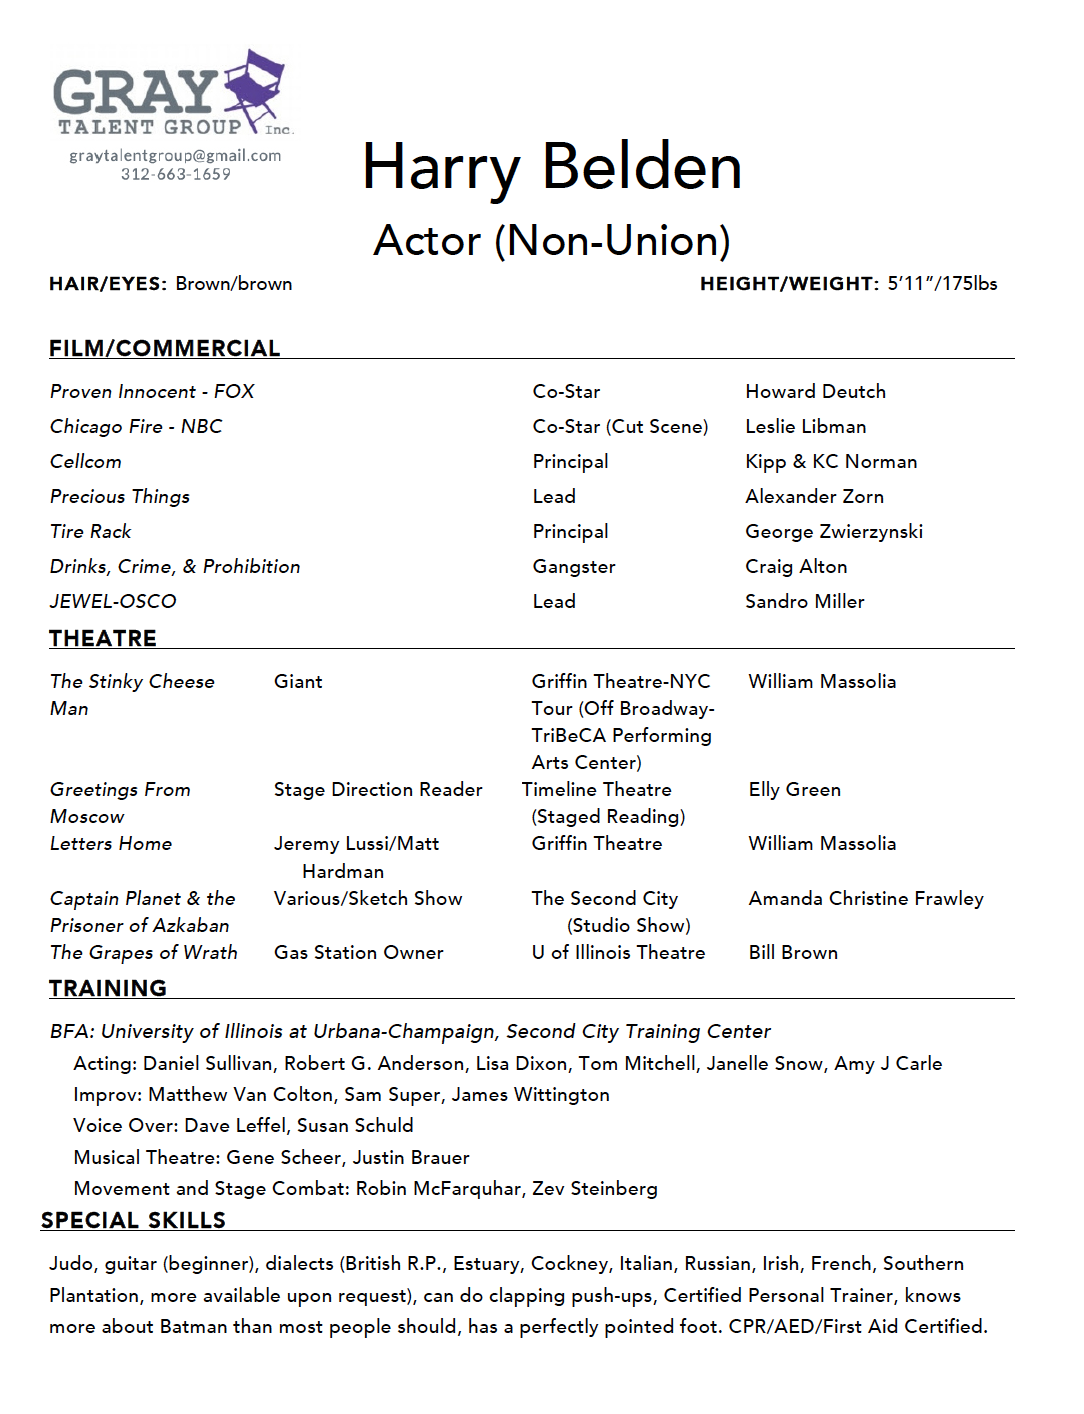 GRAY
TALENT GROUP Inc.
graytalentgroup@gmail.com
312-663-1659
Harry Belden
Actor (Non-Union)
HAIR/EYES: Brown/brown HEIGHT/WEIGHT: 5’11”/175lbs
FILM/COMMERCIAL
Proven Innocent - FOX Co-Star Howard Deutch
Chicago Fire - NBC Co-Star (Cut Scene) Leslie Libman
Cellcom Principal Kipp & KC Norman
Precious Things Lead Alexander Zorn
Tire Rack Principal George Zwierzynski
Drinks, Crime, & Prohibition Gangster Craig Alton
JEWEL-OSCO Lead Sandro Miller
THEATRE
The Stinky Cheese Giant Griffin Theatre-NYC William Massolia
Man Tour (Off Broadway-
TriBeCA Performing
Arts Center)
Greetings From Stage Direction Reader Timeline Theatre Elly Green
Moscow (Staged Reading)
Letters Home Jeremy Lussi/Matt Griffin Theatre William Massolia
Hardman
Captain Planet & the Various/Sketch Show The Second City Amanda Christine Frawley
Prisoner of Azkaban (Studio Show)
The Grapes of Wrath Gas Station Owner U of Illinois Theatre Bill Brown
TRAINING
BFA: University of Illinois at Urbana-Champaign, Second City Training Center
Acting: Daniel Sullivan, Robert G. Anderson, Lisa Dixon, Tom Mitchell, Janelle Snow, Amy J Carle
Improv: Matthew Van Colton, Sam Super, James Wittington
Voice Over: Dave Leffel, Susan Schuld
Musical Theatre: Gene Scheer, Justin Brauer
Movement and Stage Combat: Robin McFarquhar, Zev Steinberg
SPECIAL SKILLS
Judo, guitar (beginner), dialects (British R.P., Estuary, Cockney, Italian, Russian, Irish, French, Southern
Plantation, more available upon request), can do clapping push-ups, Certified Personal Trainer, knows
more about Batman than most people should, has a perfectly pointed foot. CPR/AED/First Aid Certified.